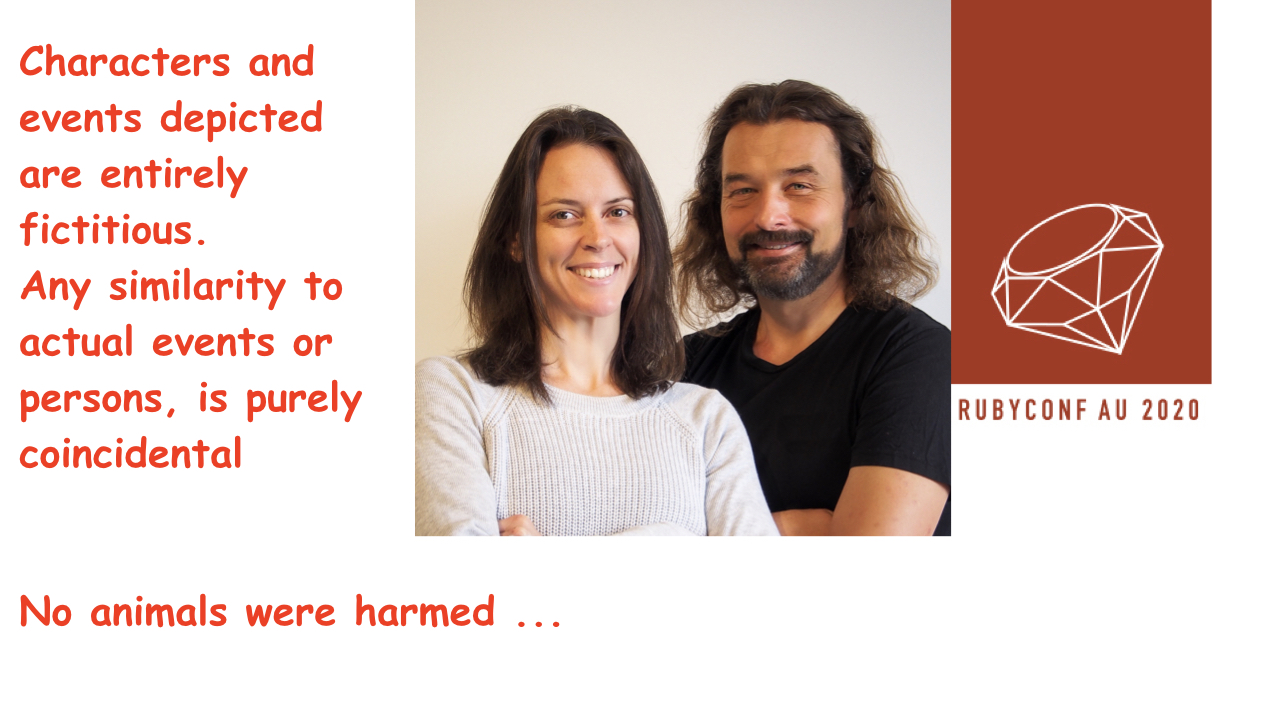 Characters and
events depicted
are entirely
fictitious.
Any similarity to
actual events or
persons, is purely
coincidental
RUBYCONF AU 2020
No animals were harmed ...